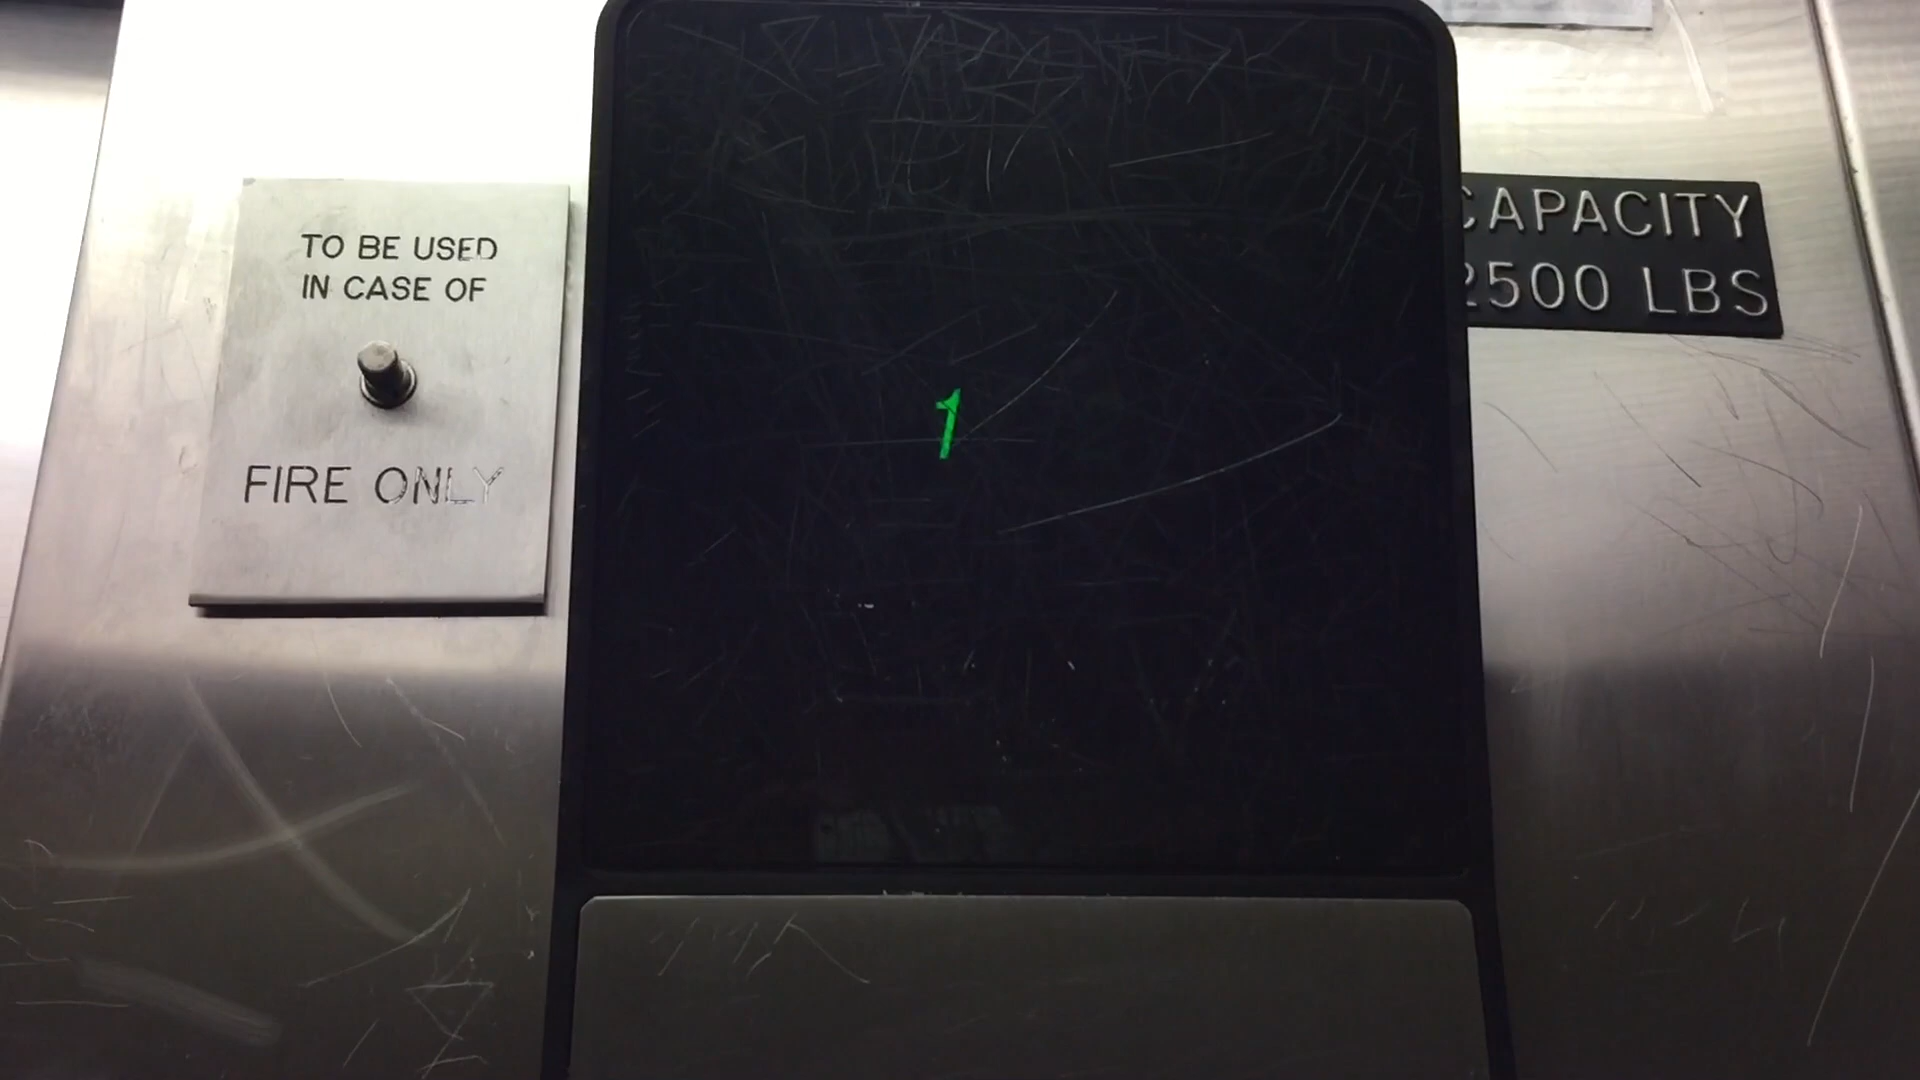 TO BE USED
IN CASE OF
FIRE ONLY
1
CAPACITY
2500 LBS